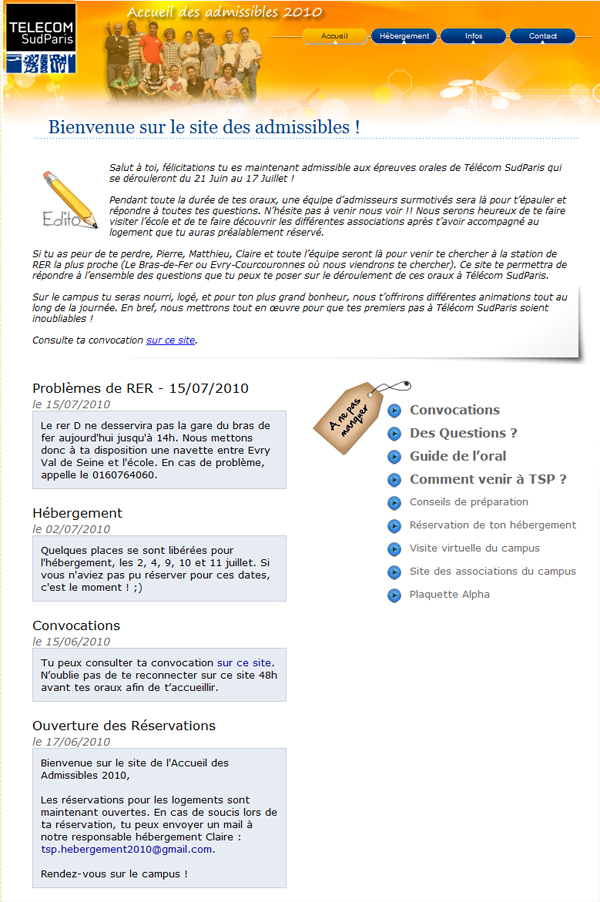 Accueil des admissibles 2010
TELECOM
SudParis
Accueil
Hébergement
Infos
Contact
Bienvenue sur le site des admissibles !
Edito
Salut à toi, félicitations tu es maintenant admissible aux épreuves orales de Télécom SudParis qui
se dérouleront du 21 Juin au 17 Juillet !
Pendant toute la durée de tes oraux, une équipe d'admisseurs surmotivés sera là pour t'épauler et
répondre à toutes tes questions. N'hésite pas à venir nous voir !! Nous serons heureux de te faire
visiter l'école et de te faire découvrir les différentes associations après t'avoir accompagné au
logement que tu auras préalablement réservé.
Si tu as peur de te perdre, Pierre, Matthieu, Claire et toute l'équipe seront là pour venir te chercher à la station de
RER la plus proche (Le Bras-de-Fer ou Evry-Courcouronnes où nous viendrons te chercher). Ce site te permettra de
répondre à l'ensemble des questions que tu peux te poser sur le déroulement de ces oraux à Télécom SudParis.
Sur le campus tu seras nourri, logé, et pour ton plus grand bonheur, nous t'offrirons différentes animations tout au
long de la journée. En bref, nous mettrons tout en œuvre pour que tes premiers pas à Télécom SudParis soient
inoubliables !
Consulte ta convocation sur ce site.
Problèmes de RER - 15/07/2010
le 15/07/2010
Le rer D ne desservira pas la gare du bras de
fer aujourd'hui jusqu'à 14h. Nous mettons
donc à ta disposition une navette entre Evry
Val de Seine et l'école. En cas de problème,
appelle le 0160764060.
Hébergement
le 02/07/2010
Quelques places se sont libérées pour
l'hébergement, les 2, 4, 9, 10 et 11 juillet. Si
vous n'aviez pas pu réserver pour ces dates,
c'est le moment ! ;)
Convocations
le 15/06/2010
Tu peux consulter ta convocation sur ce site.
N'oublie pas de te reconnecter sur ce site 48h
avant tes oraux afin de t'accueillir.
Ouverture des Réservations
le 17/06/2010
Bienvenue sur le site de l'Accueil des
Admissibles 2010,
Les réservations pour les logements sont
maintenant ouvertes. En cas de soucis lors de
ta réservation, tu peux envoyer un mail à
notre responsable hébergement Claire :
tsp.hebergement2010@gmail.com.
Rendez-vous sur le campus !
A ne pas
manquer
Convocations
Des Questions ?
Guide de l'oral
Comment venir à TSP ?
Conseils de préparation
Réservation de ton hébergement
Visite virtuelle du campus
Site des associations du campus
Plaquette Alpha